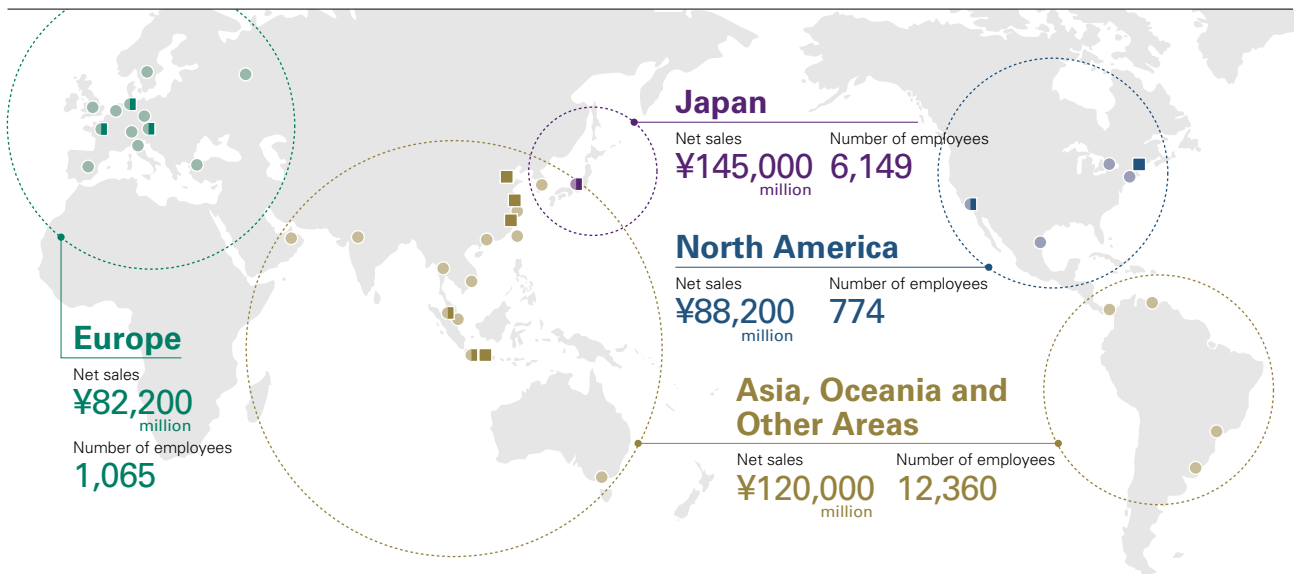 Japan
Net sales Number of employees
¥145,000 6,149
million
North America
Net sales Number of employees
¥88,200 774
million
Europe
Net sales
¥82,200
million
Number of employees
1,065
Asia, Oceania and
Other Areas
Net sales Number of employees
¥120,000 12,360
million